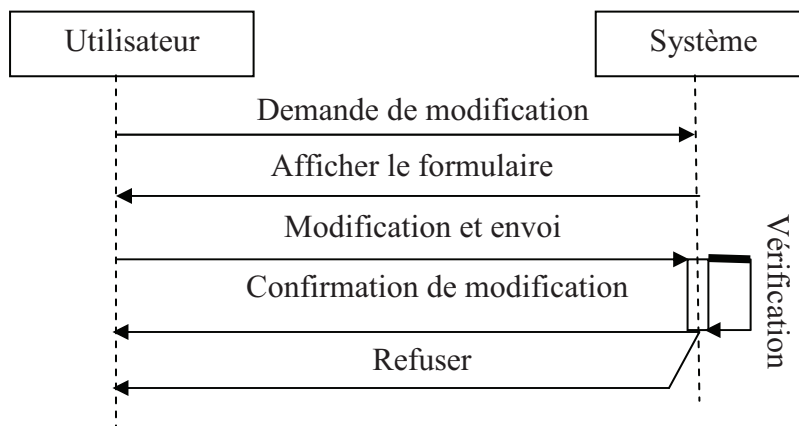 Utilisateur
Système
Demande de modification
Afficher le formulaire
Modification et envoi
Vérification
Confirmation de modification
Refuser